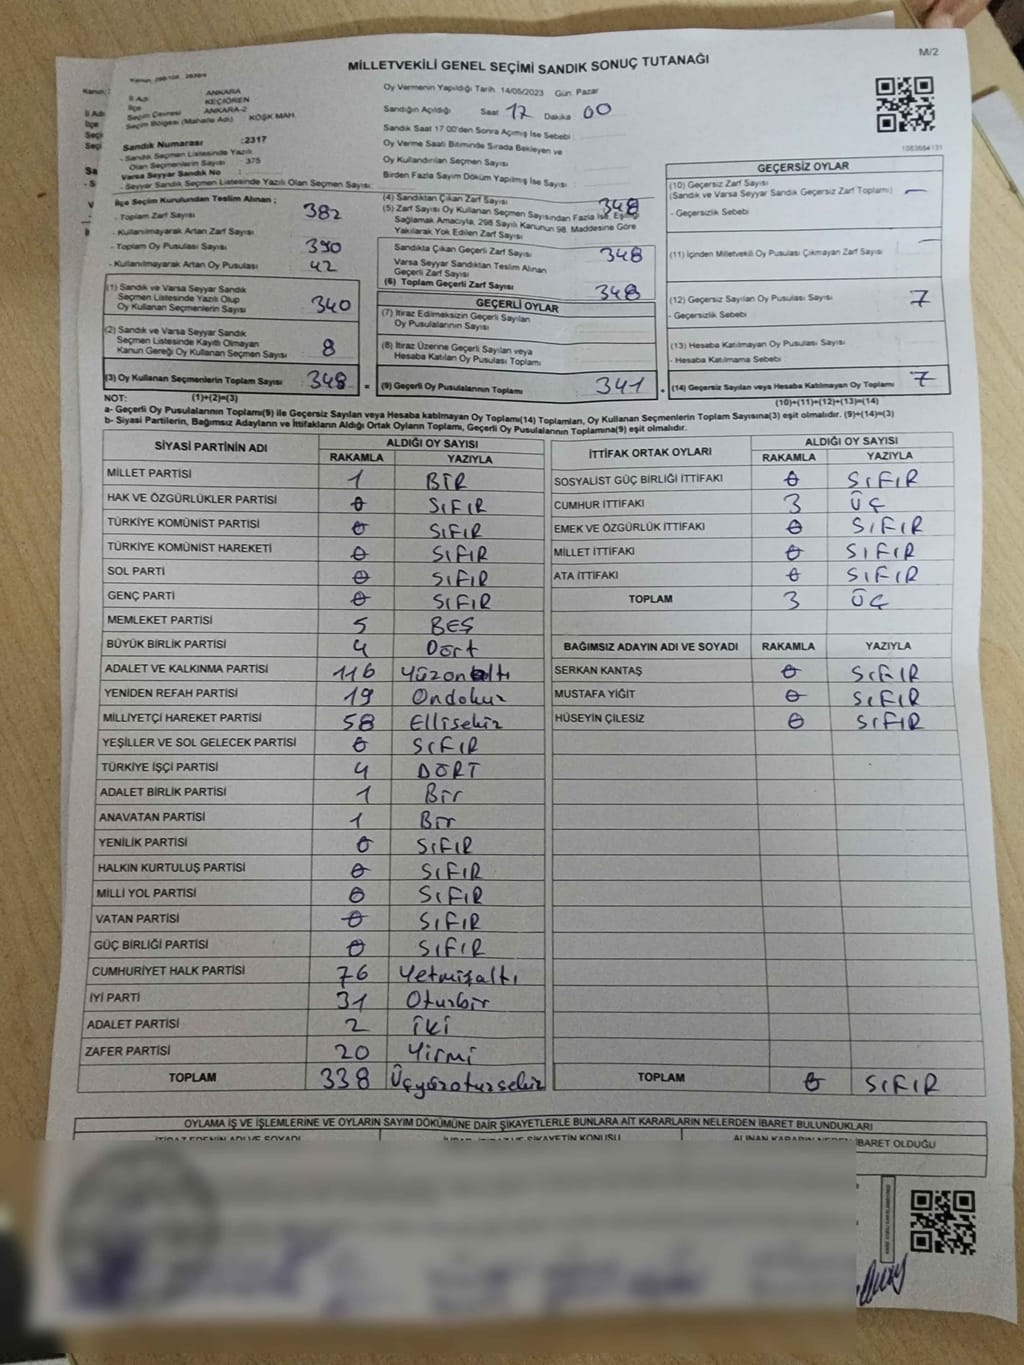 M/2
MİLLETVEKİLİ GENEL SEÇİMİ SANDIK SONUÇ TUTANAĞI
İl Adı : ANKARA
İlçe : KEÇİÖREN
Seçim Çevresi : ANKARA-2
Seçim Bölgesi (Mahalle Adı) : KÖŞK MAH.
Sandık Numarası : 2317
- Sandık Seçmen Listesinde Yazılı
Olan Seçmenlerin Sayısı : 375
Varsa Seyyar Sandık No :
- Seyyar Sandık Seçmen Listesinde Yazılı Olan Seçmen Sayısı:
Oy Vermenin Yapıldığı Tarih 14/05/2023 Gün: Pazar
Sandığın Açıldığı Saat 17 Dakika 00
Sandık Saat 17:00'den Sonra Açımış İse Sebebi
Oy Verme Saati Bitiminde Sırada Bekleyen ve
Oy Kullandırılan Seçmen Sayısı
Birden Fazla Sayım Döküm Yapılmış İse Sayısı
İlçe Seçim Kurulundan Teslim Alınan ;
- Toplam Zarf Sayısı 382
- Kullanılmayarak Artan Zarf Sayısı
- Toplam Oy Pusulası Sayısı 390
- Kullanılmayarak Artan Oy Pusulası 42
(4) Sandıktan Çıkan Zarf Sayısı 348
(5) Zarf Sayısı Oy Kullanan Seçmen Sayısından Fazla İse, Eşitliği
Sağlamak Amacıyla, 298 Sayılı Kanunun 98. Maddesine Göre
Yakılarak Yok Edilen Zarf Sayısı
Sandıkta Çıkan Geçerli Zarf Sayısı 348
Varsa Seyyar Sandıktan Teslim Alınan
Geçerli Zarf Sayısı
(6) Toplam Geçerli Zarf Sayısı 348
GEÇERSİZ OYLAR
(10) Geçersiz Zarf Sayısı
(Sandık ve Varsa Seyyar Sandık Geçersiz Zarf Toplamı) —
- Geçersizlik Sebebi
(11) İçinden Milletvekili Oy Pusulası Çıkmayan Zarf Sayısı —
(12) Geçersiz Sayılan Oy Pusulası Sayısı 7
- Geçersizlik Sebebi
(13) Hesaba Katılmayan Oy Pusulası Sayısı
- Hesaba Katılmama Sebebi
(14) Geçersiz Sayılan veya Hesaba Katılmayan Oy Toplamı 7
(10)+(11)+(12)+(13)=(14)
(1) Sandık ve Varsa Seyyar Sandık
Seçmen Listesinde Yazılı Olup
Oy Kullanan Seçmenlerin Sayısı 340
(2) Sandık ve Varsa Seyyar Sandık
Seçmen Listesinde Kayıtlı Olmayan
Kanun Gereği Oy Kullanan Seçmen Sayısı 8
(3) Oy Kullanan Seçmenlerin Toplam Sayısı 348 =
GEÇERLİ OYLAR
(7) İtiraz Edilmeksizin Geçerli Sayılan
Oy Pusulalarının Sayısı
(8) İtiraz Üzerine Geçerli Sayılan veya
Hesaba Katılan Oy Pusulası Toplamı
(9) Geçerli Oy Pusulalarının Toplamı 341 +
NOT: (1)+(2)=(3)
a- Geçerli Oy Pusulalarının Toplamı(9) ile Geçersiz Sayılan veya Hesaba katılmayan Oy Toplamı(14) Toplamları, Oy Kullanan Seçmenlerin Toplam Sayısına(3) eşit olmalıdır. (9)+(14)=(3)
b- Siyasi Partilerin, Bağımsız Adayların ve İttifakların Aldığı Ortak Oyların Toplamı, Geçerli Oy Pusulalarının Toplamına(9) eşit olmalıdır.
SİYASİ PARTİNİN ADI ALDIĞI OY SAYISI
RAKAMLA YAZIYLA
MİLLET PARTİSİ 1 BİR
HAK VE ÖZGÜRLÜKLER PARTİSİ 0 SIFIR
TÜRKİYE KOMÜNİST PARTİSİ 0 SIFIR
TÜRKİYE KOMÜNİST HAREKETİ 0 SIFIR
SOL PARTİ 0 SIFIR
GENÇ PARTİ 0 SIFIR
MEMLEKET PARTİSİ 5 BEŞ
BÜYÜK BİRLİK PARTİSİ 4 Dört
ADALET VE KALKINMA PARTİSİ 116 Yüzonaltı
YENİDEN REFAH PARTİSİ 19 Ondokuz
MİLLİYETÇİ HAREKET PARTİSİ 58 Ellisekiz
YEŞİLLER VE SOL GELECEK PARTİSİ 0 SIFIR
TÜRKİYE İŞÇİ PARTİSİ 4 DÖRT
ADALET BİRLİK PARTİSİ 1 Bir
ANAVATAN PARTİSİ 1 Bir
YENİLİK PARTİSİ 0 SIFIR
HALKIN KURTULUŞ PARTİSİ 0 SIFIR
MİLLİ YOL PARTİSİ 0 SIFIR
VATAN PARTİSİ 0 SIFIR
GÜÇ BİRLİĞİ PARTİSİ 0 SIFIR
CUMHURİYET HALK PARTİSİ 76 Yetmişaltı
İYİ PARTİ 31 Oturbir
ADALET PARTİSİ 2 İki
ZAFER PARTİSİ 20 Yirmi
TOPLAM 338 Üçyüzoturseliz
İTTİFAK ORTAK OYLARI ALDIĞI OY SAYISI
RAKAMLA YAZIYLA
SOSYALİST GÜÇ BİRLİĞİ İTTİFAKI 0 SIFIR
CUMHUR İTTİFAKI 3 ÜÇ
EMEK VE ÖZGÜRLÜK İTTİFAKI 0 SIFIR
MİLLET İTTİFAKI 0 SIFIR
ATA İTTİFAKI 0 SIFIR
TOPLAM 3 ÜÇ
BAĞIMSIZ ADAYIN ADI VE SOYADI RAKAMLA YAZIYLA
SERKAN KANTAŞ 0 SIFIR
MUSTAFA YİĞİT 0 SIFIR
HÜSEYİN ÇİLESİZ 0 SIFIR
TOPLAM 0 SIFIR
OYLAMA İŞ VE İŞLEMLERİNE VE OYLARIN SAYIM DÖKÜMÜNE DAİR ŞİKAYETLERLE BUNLARA AİT KARARLARIN NELERDEN İBARET BULUNDUKLARI